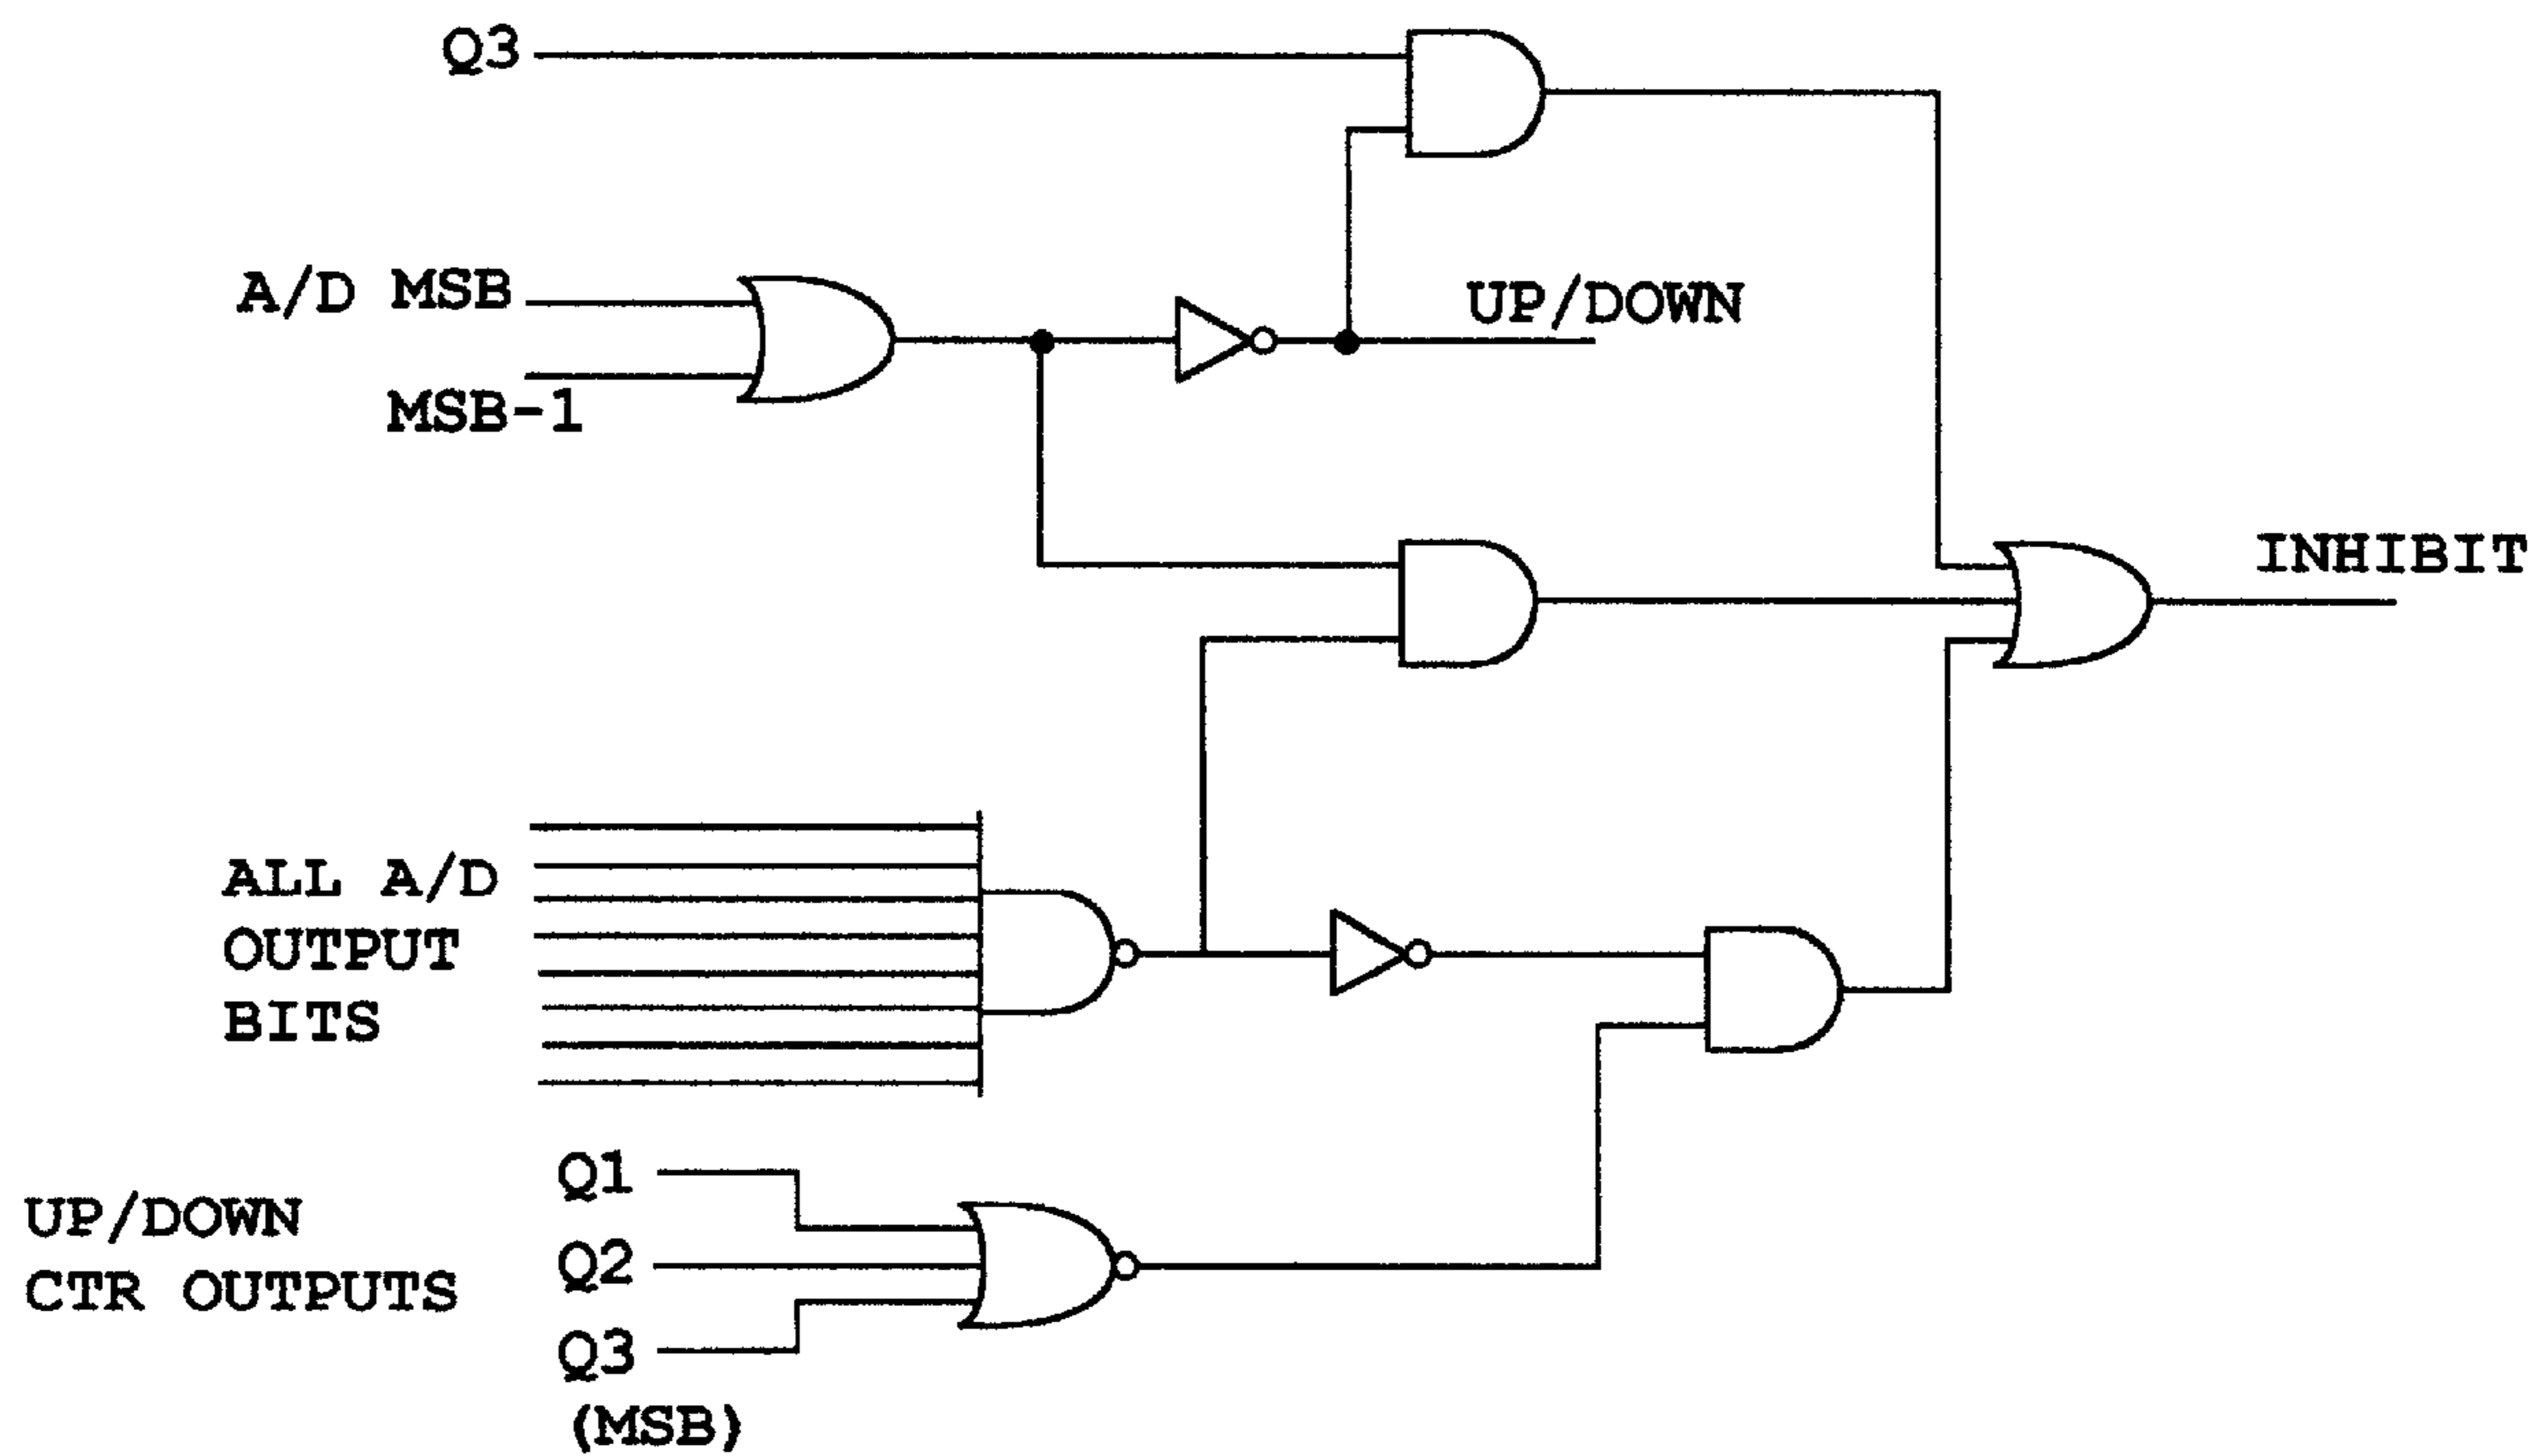 Q3
A/D MSB
MSB-1
UP/DOWN
INHIBIT
ALL A/D
OUTPUT
BITS
UP/DOWN
CTR OUTPUTS
Q1
Q2
Q3
(MSB)